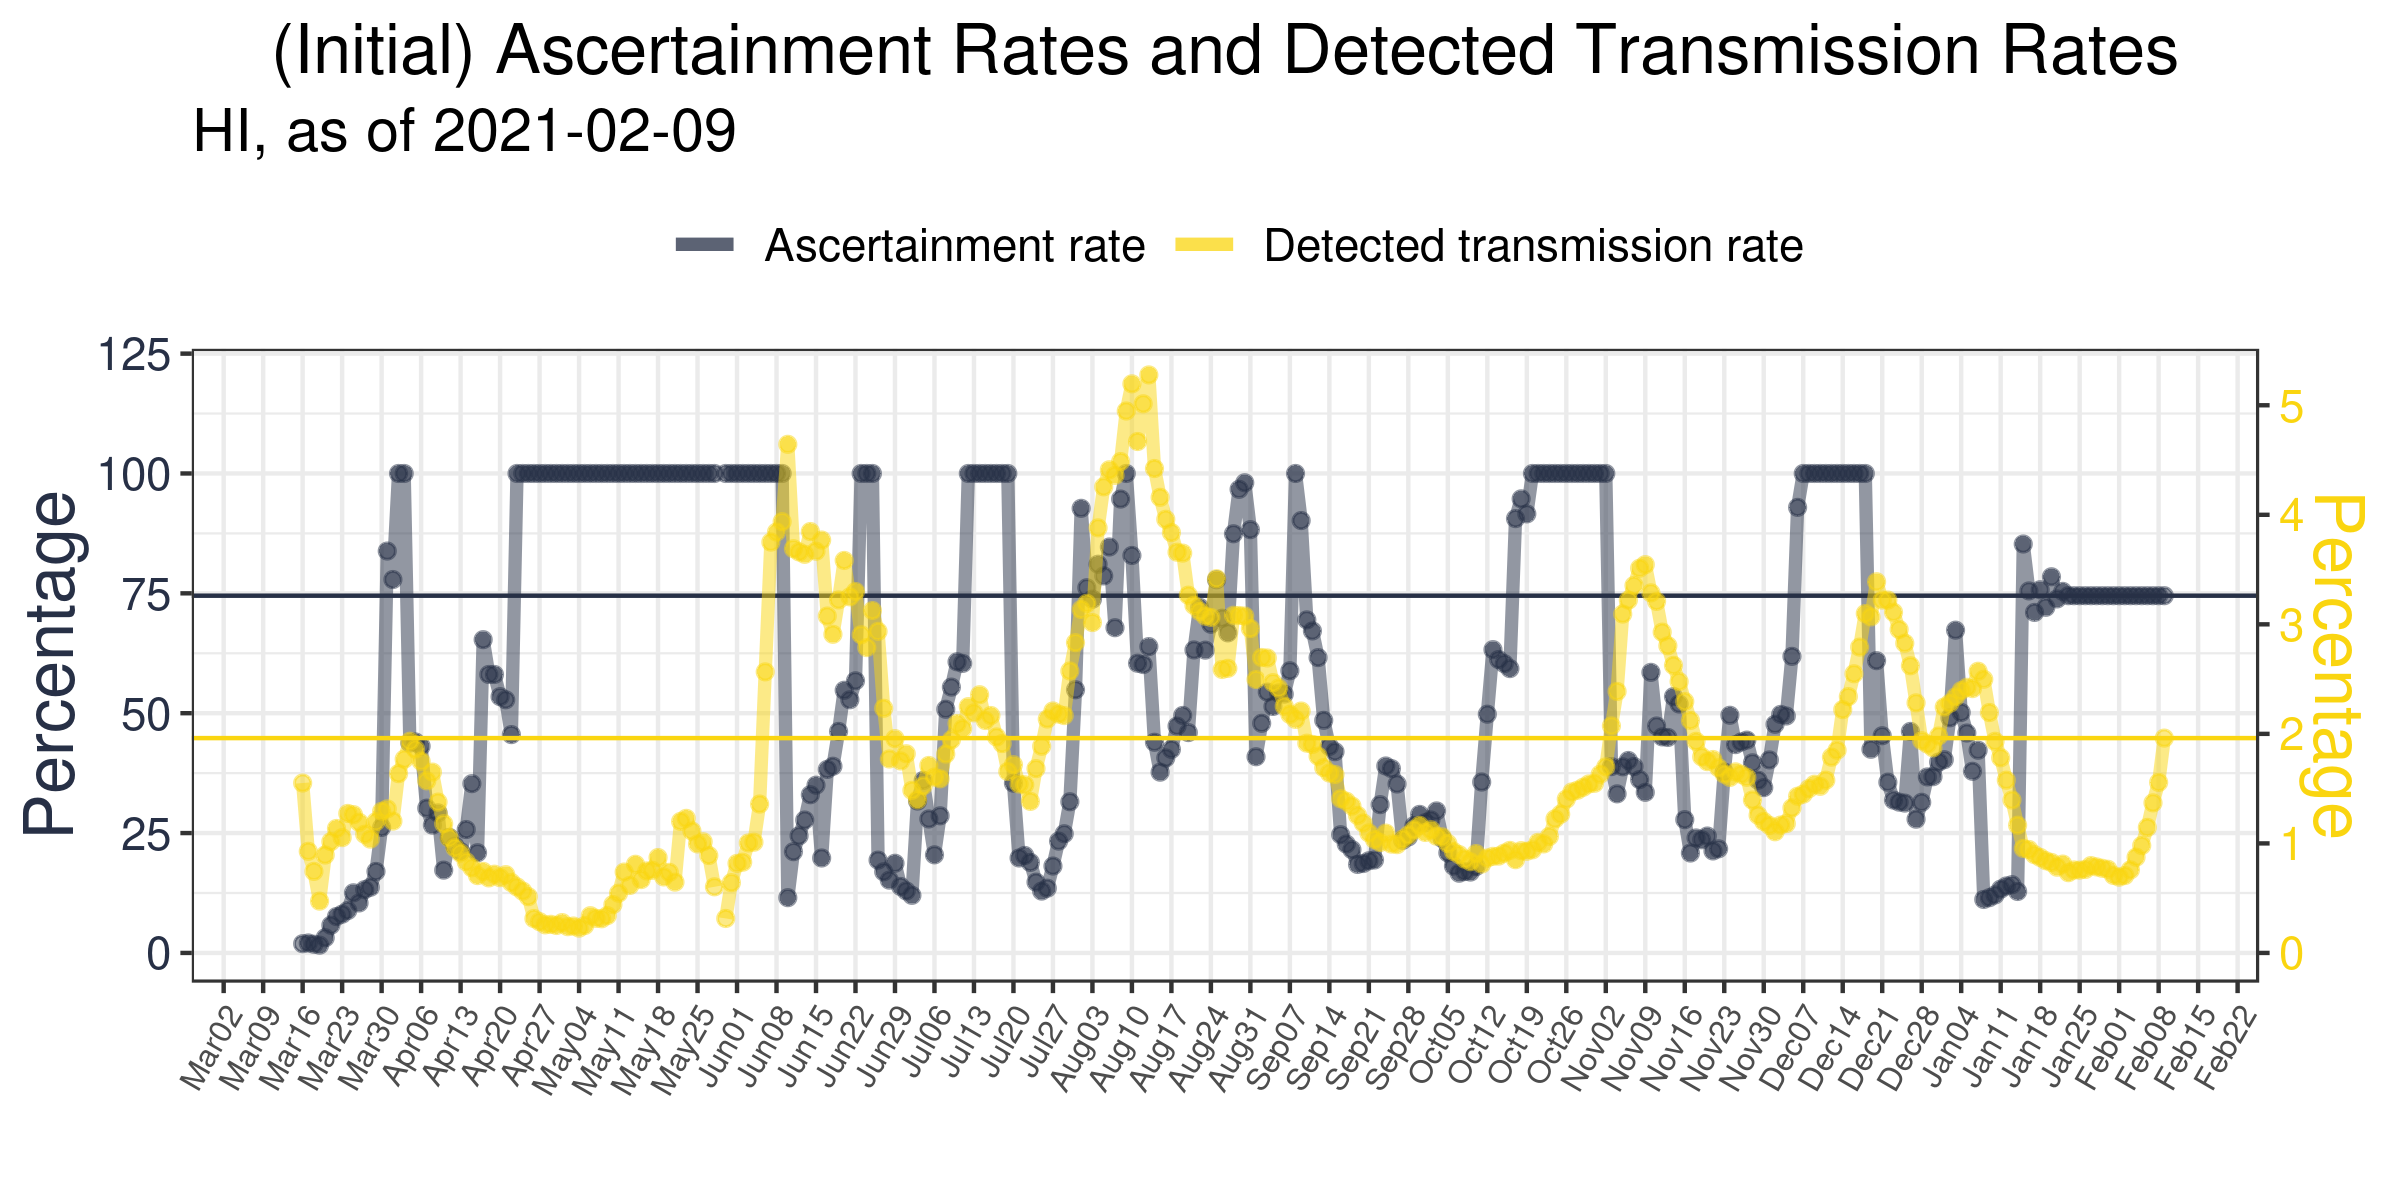 (Initial) Ascertainment Rates and Detected Transmission Rates
HI, as of 2021-02-09
Ascertainment rate Detected transmission rate
Percentage
125
100
75
50
25
0
5
4
3
2
1
0
Percentage
Mar02 Mar09 Mar16 Mar23 Mar30 Apr06 Apr13 Apr20 Apr27 May04 May11 May18 May25 Jun01 Jun08 Jun15 Jun22 Jun29 Jul06 Jul13 Jul20 Jul27 Aug03 Aug10 Aug17 Aug24 Aug31 Sep07 Sep14 Sep21 Sep28 Oct05 Oct12 Oct19 Oct26 Nov02 Nov09 Nov16 Nov23 Nov30 Dec07 Dec14 Dec21 Dec28 Jan04 Jan11 Jan18 Jan25 Feb01 Feb08 Feb15 Feb22